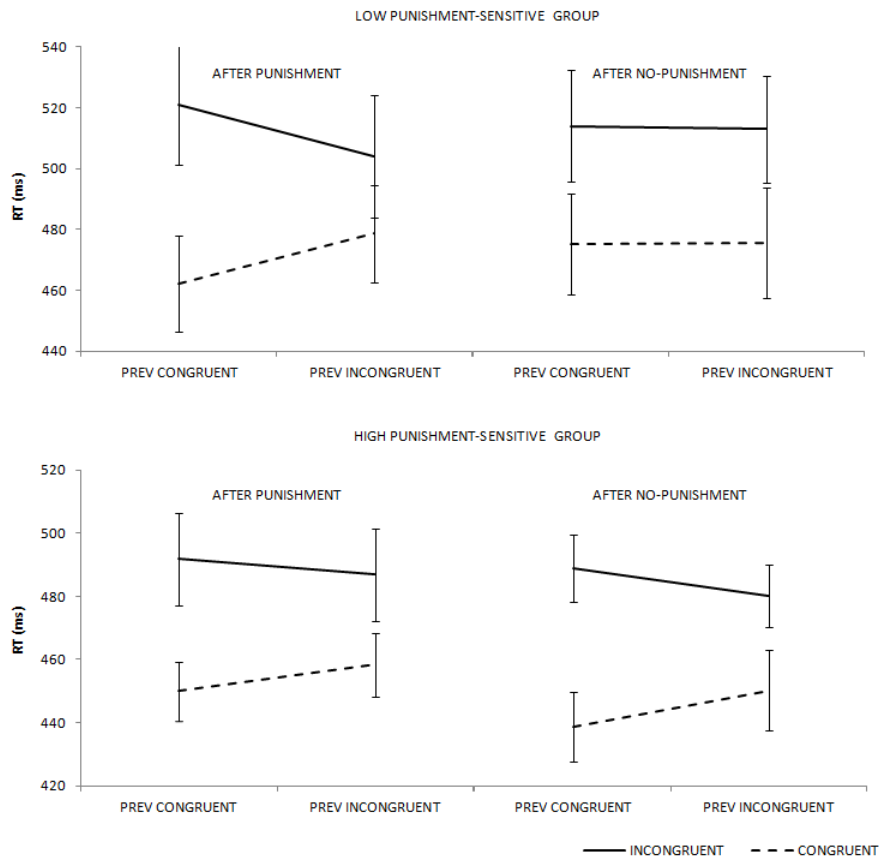 LOW PUNISHMENT-SENSITIVE GROUP
540
AFTER PUNISHMENT AFTER NO-PUNISHMENT
520
500
RT (ms)
480
460
440
PREV CONGRUENT PREV INCONGRUENT PREV CONGRUENT PREV INCONGRUENT
HIGH PUNISHMENT-SENSITIVE GROUP
520
AFTER PUNISHMENT AFTER NO-PUNISHMENT
500
480
RT (ms)
460
440
420
PREV CONGRUENT PREV INCONGRUENT PREV CONGRUENT PREV INCONGRUENT
INCONGRUENT CONGRUENT